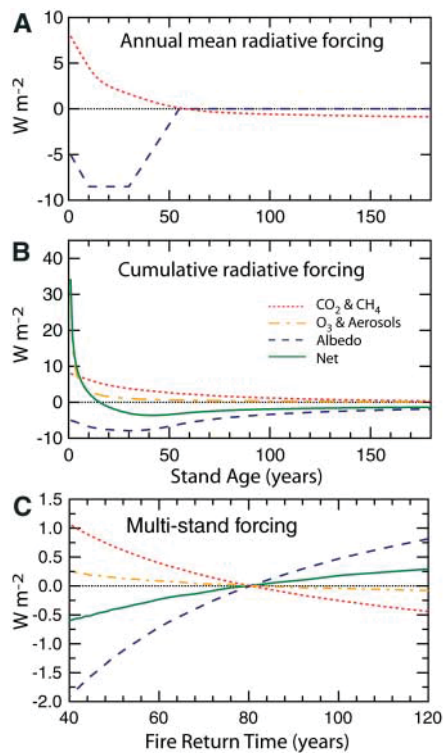 A
Annual mean radiative forcing
W m-2
10
5
0
-5
-10
50
100
150
B
Cumulative radiative forcing
W m-2
40
30
20
10
0
-10
CO2 & CH4
O3 & Aerosols
Albedo
Net
0
50
100
150
Stand Age (years)
C
Multi-stand forcing
W m-2
1.5
1.0
0.5
0.0
-0.5
-1.0
-1.5
-2.0
40
60
80
100
120
Fire Return Time (years)